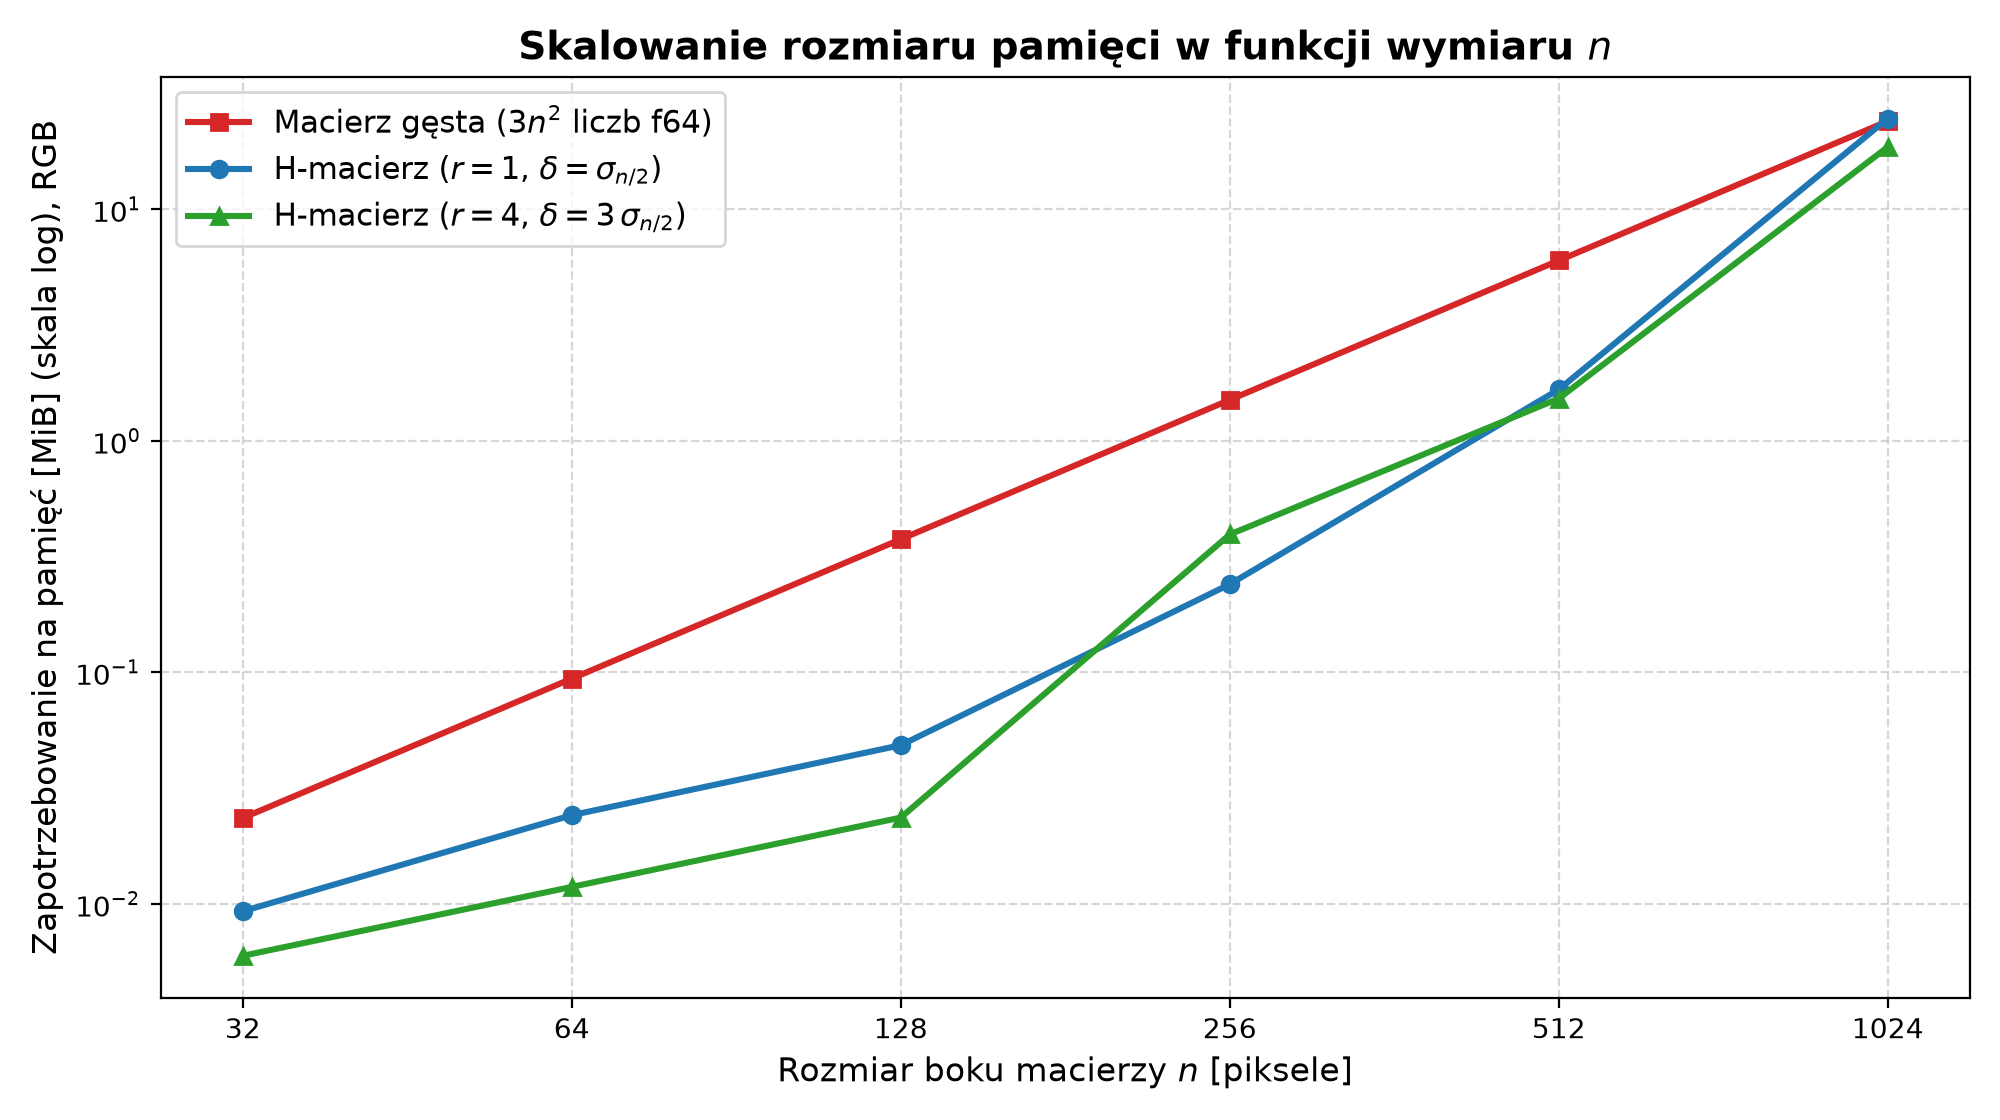 Skalowanie rozmiaru pamięci w funkcji wymiaru n
Macierz gęsta (3n² liczb f64)
H-macierz (r = 1, δ = σ_{n/2})
H-macierz (r = 4, δ = 3 σ_{n/2})
Zapotrzebowanie na pamięć [MiB] (skala log), RGB
10¹
10⁰
10⁻¹
10⁻²
32 64 128 256 512 1024
Rozmiar boku macierzy n [piksele]